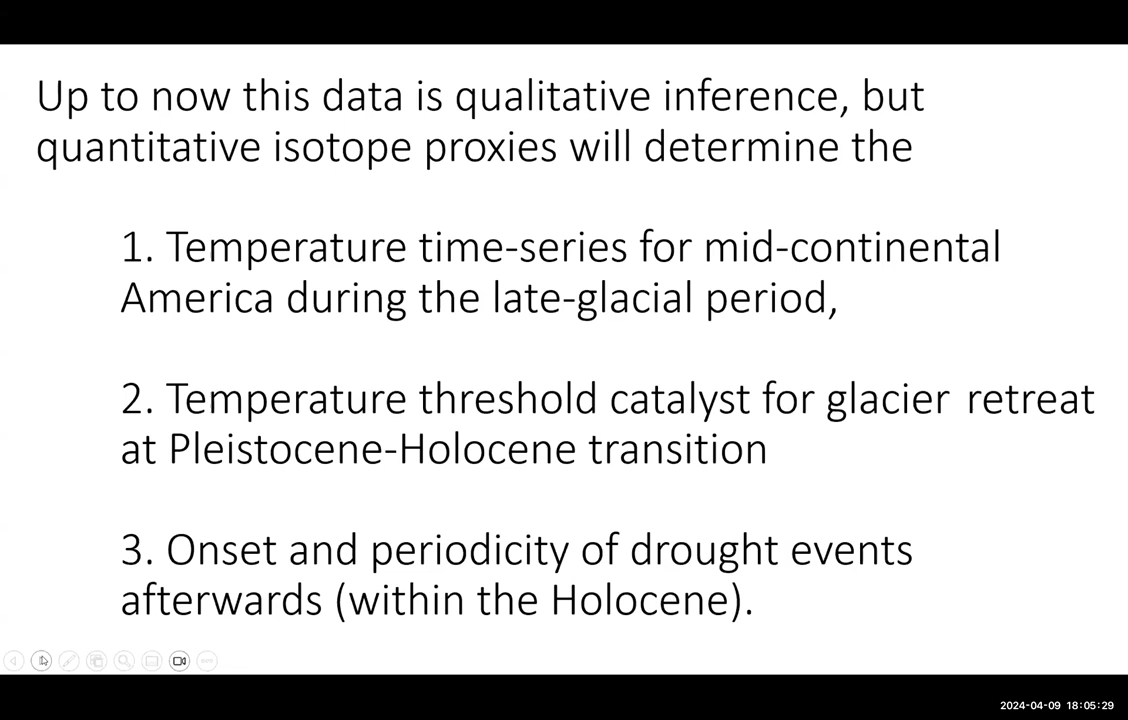 Up to now this data is qualitative inference, but
quantitative isotope proxies will determine the
1. Temperature time-series for mid-continental
America during the late-glacial period,
2. Temperature threshold catalyst for glacier retreat
at Pleistocene-Holocene transition
3. Onset and periodicity of drought events
afterwards (within the Holocene).
2024-04-09 18:05:29